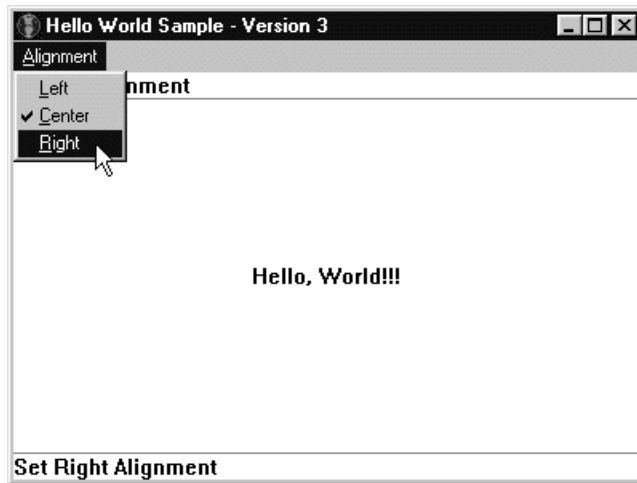 Hello World Sample - Version 3
Alignment
Left
nment
Center
Right
Hello, World!!!
Set Right Alignment